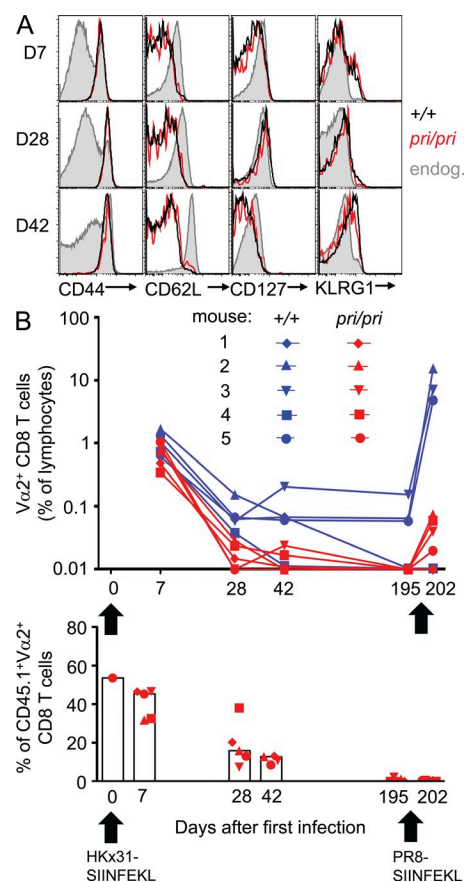 A
D7
D28
D42
+/+
pri/pri
endog.
CD44 CD62L CD127 KLRG1
B
mouse: +/+ pri/pri
1
2
3
4
5
Vα2+ CD8 T cells
(% of lymphocytes)
100
10
1
0.1
0.01
0 7 28 42 195 202
% of CD45.1+Vα2+
CD8 T cells
80
60
40
20
0
0 7 28 42 195 202
Days after first infection
HKx31-
SIINFEKL
PR8-
SIINFEKL